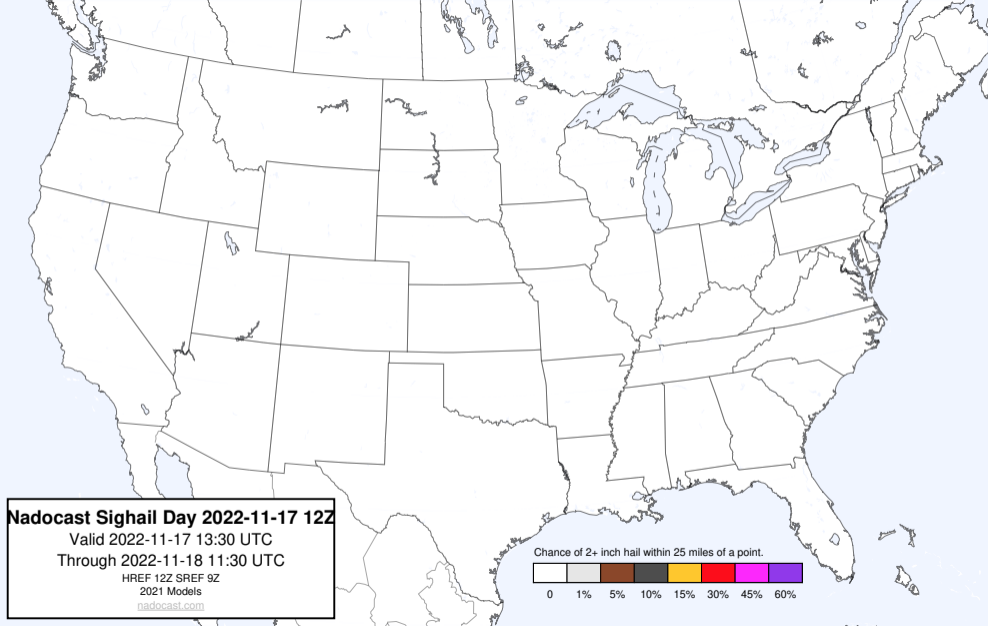 Nadocast Sighail Day 2022-11-17 12Z
Valid 2022-11-17 13:30 UTC
Through 2022-11-18 11:30 UTC
HREF 12Z SREF 9Z
2021 Models
nadocast.com
Chance of 2+ inch hail within 25 miles of a point.
0 1% 5% 10% 15% 30% 45% 60%